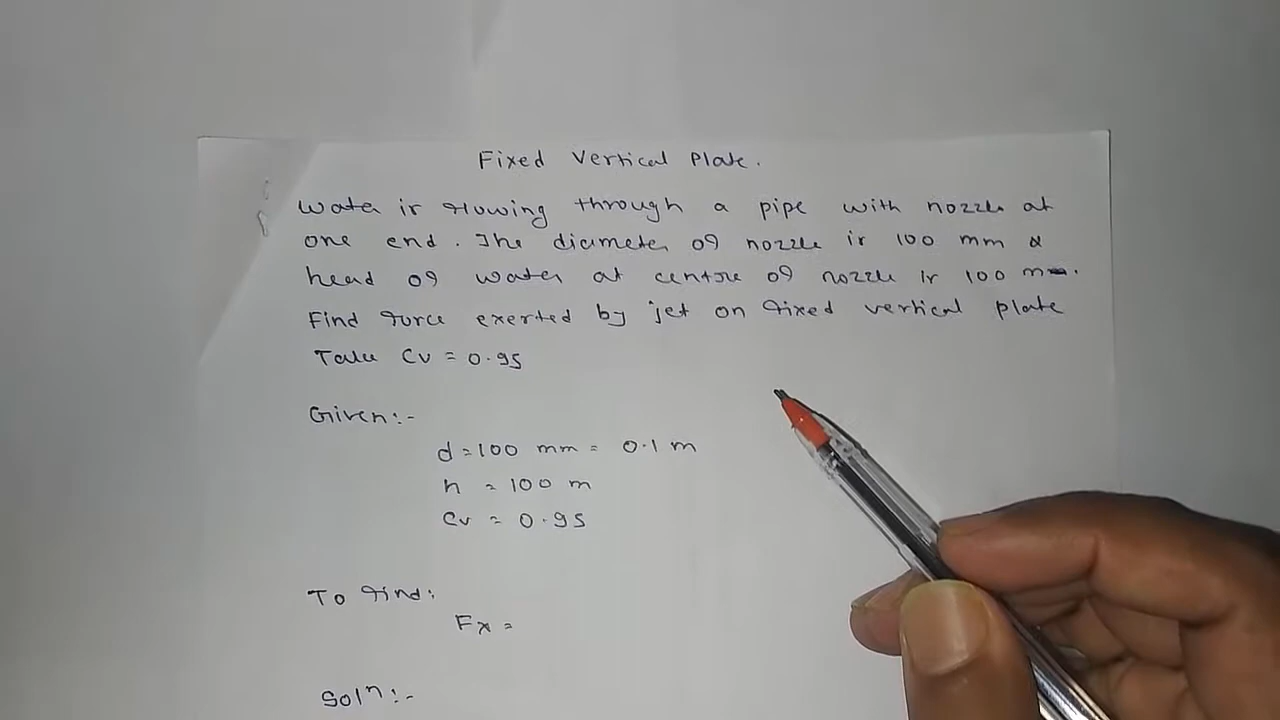 Fixed Vertical Plate.
Water is flowing through a pipe with nozzle at
one end. The diameter of nozzle is 100 mm &
head of water at centre of nozzle is 100 m.
Find force exerted by jet on fixed vertical plate
Take Cv = 0.95
Given:-
d = 100 mm = 0.1 m
h = 100 m
Cv = 0.95
To find:
Fx =
Solⁿ:-